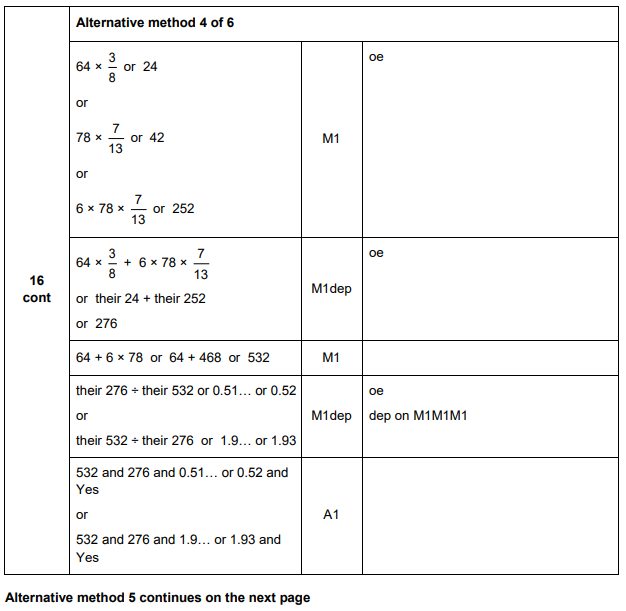 Alternative method 4 of 6
16
cont
64 × 3/8 or 24
or
78 × 7/13 or 42
or
6 × 78 × 7/13 or 252
M1
oe
64 × 3/8 + 6 × 78 × 7/13
or their 24 + their 252
or 276
M1dep
oe
64 + 6 × 78 or 64 + 468 or 532
M1
their 276 ÷ their 532 or 0.51… or 0.52
or
their 532 ÷ their 276 or 1.9… or 1.93
M1dep
oe
dep on M1M1M1
532 and 276 and 0.51… or 0.52 and
Yes
or
532 and 276 and 1.9… or 1.93 and
Yes
A1
Alternative method 5 continues on the next page